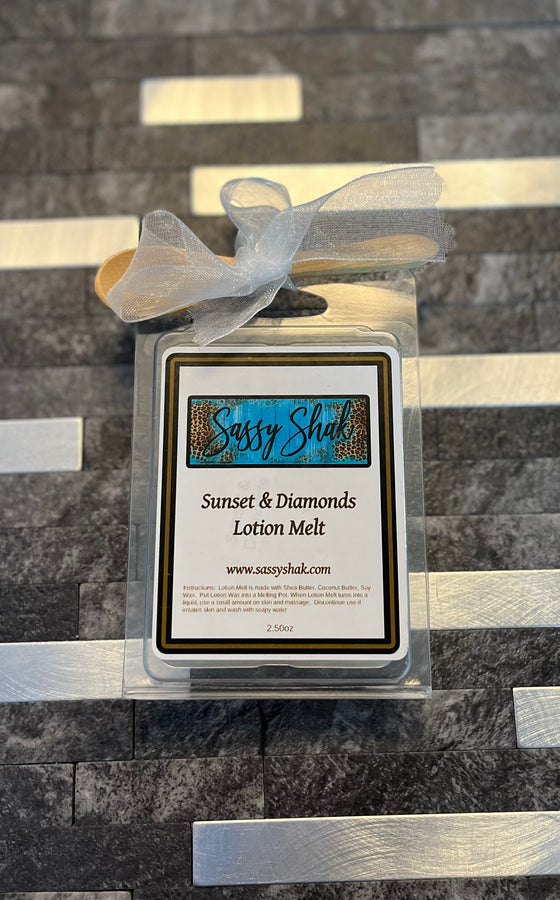 Sassy Shak
Sunset & Diamonds
Lotion Melt
www.sassyshak.com
Instructions: Lotion Melt is made with Shea Butter, Coconut Butter, Soy
Wax. Put Lotion Wax into a Melting Pot. When Lotion Melt turns into a
liquid, use a small amount on skin and massage. Discontinue use if
irritates skin and wash with soapy water
2.50oz